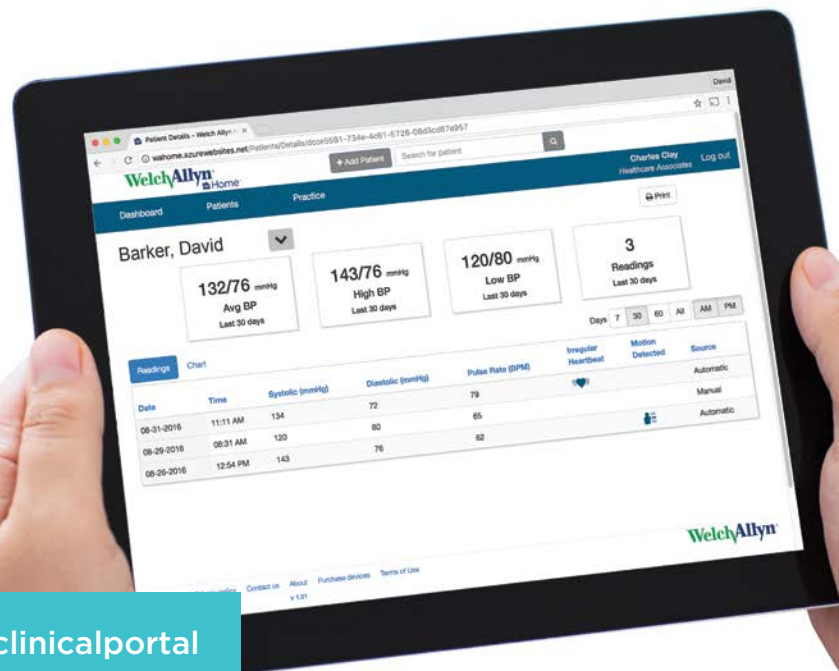 David
Patient Details - Welch Allyn
wahome.azurewebsites.net/Patients/Details/
WelchAllyn
Home
+ Add Patient
Search for patient
Charles Clay
Healthcare Associates
Log out
Dashboard
Patients
Practice
Print
Barker, David
132/76 mmHg
Avg BP
Last 30 days
143/76 mmHg
High BP
Last 30 days
120/80 mmHg
Low BP
Last 30 days
3
Readings
Last 30 days
Days 7 30 60 All AM PM
Readings
Chart
Date Time Systolic (mmHg) Diastolic (mmHg) Pulse Rate (BPM) Irregular Heartbeat Motion Detected Source
08-31-2016 11:11 AM 134 72 79 Automatic
08-29-2016 08:31 AM 120 80 65 Manual
08-26-2016 12:54 PM 143 76 62 Automatic
WelchAllyn
policy Contact us About Purchase devices Terms of Use
v 1.91
clinicalportal